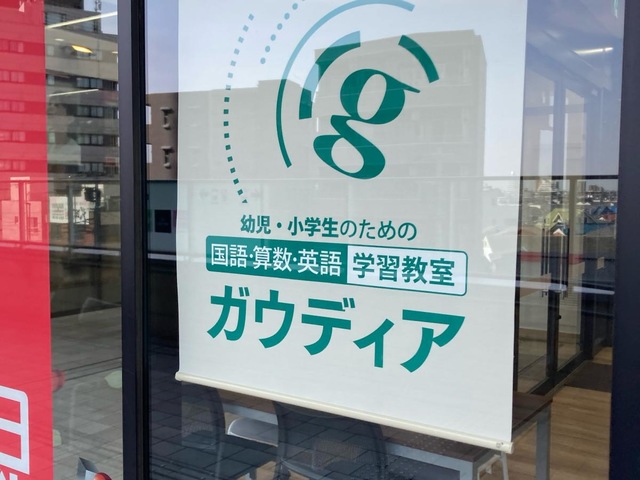 g
幼児・小学生のための
国語・算数・英語 学習教室
ガウディア